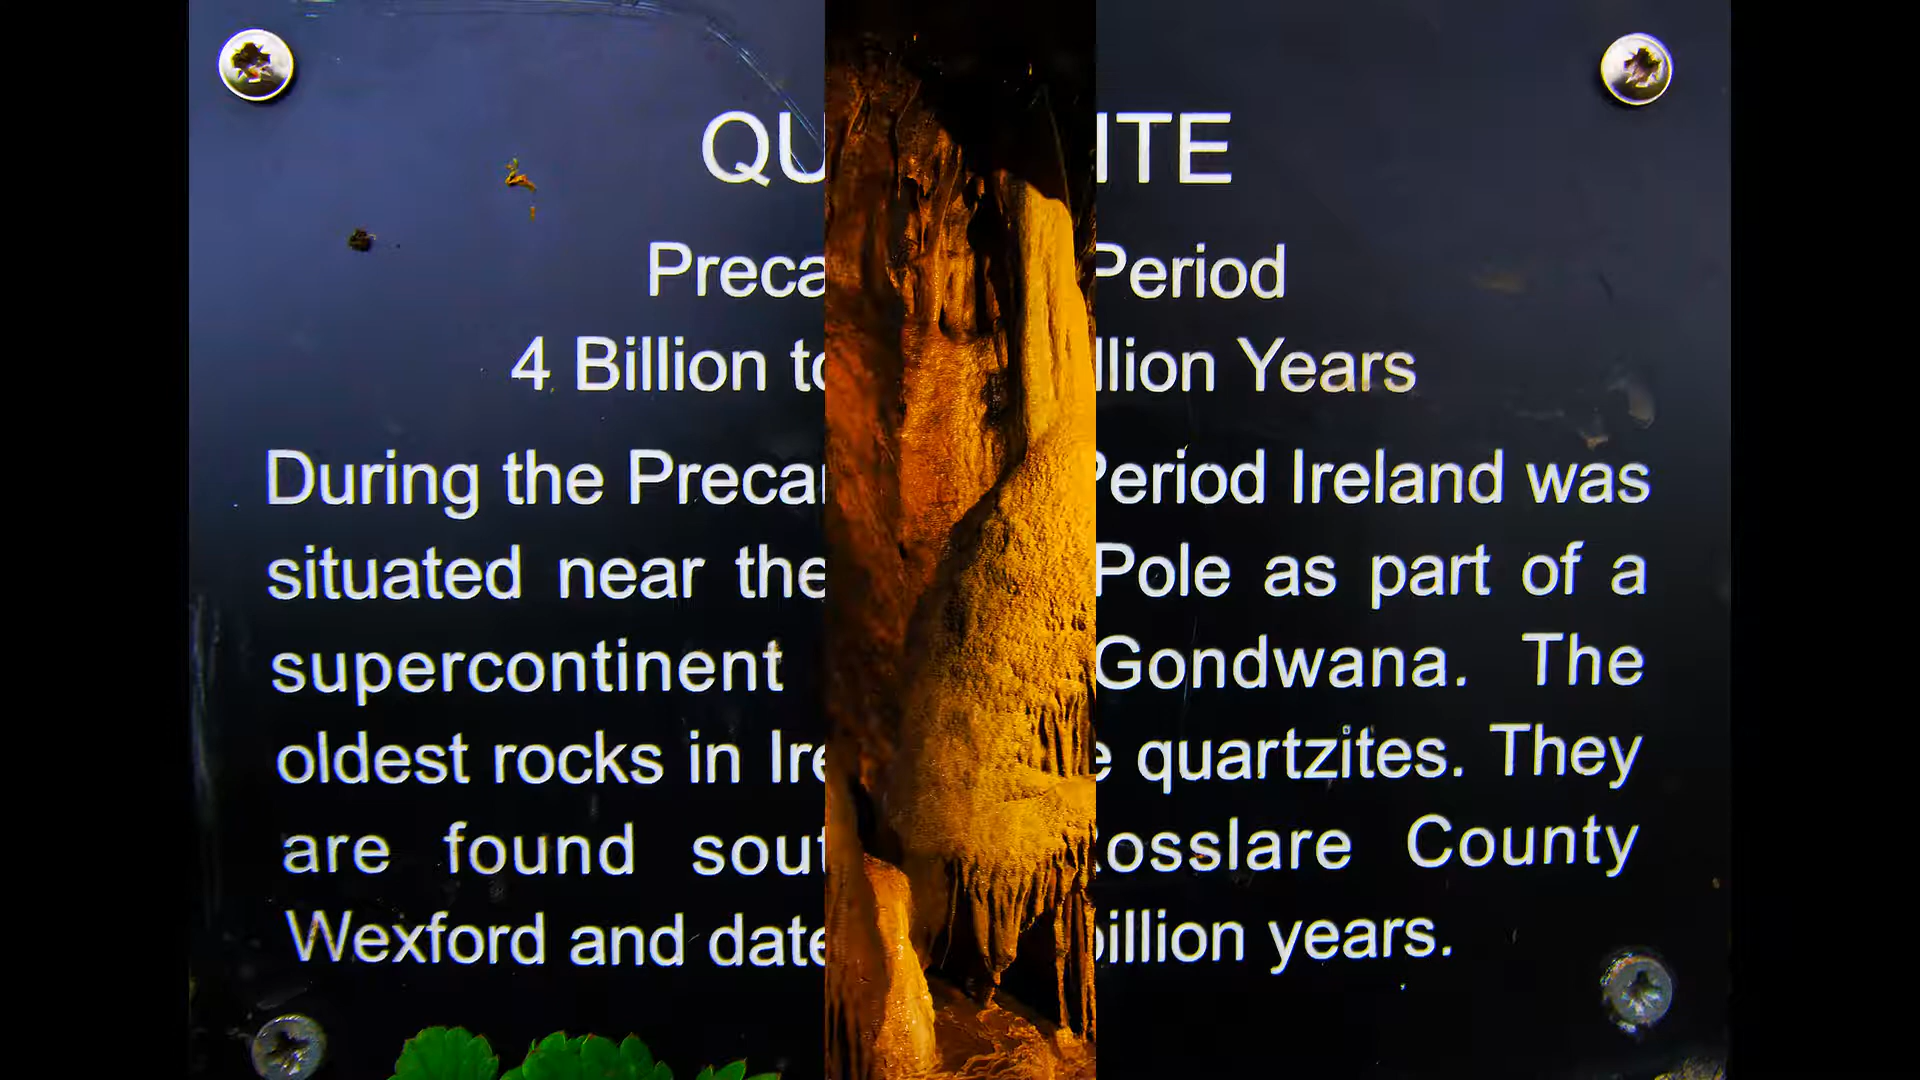 QU ITE
Preca Period
4 Billion to llion Years
During the Preca Period Ireland was
situated near the Pole as part of a
supercontinent Gondwana. The
oldest rocks in Ire quartzites. They
are found sout osslare County
Wexford and date billion years.